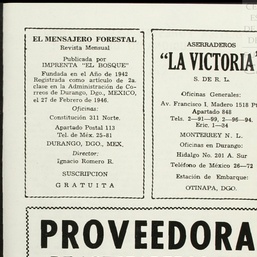 EL MENSAJERO FORESTAL
Revista Mensual
Publicada por
IMPRENTA "EL BOSQUE"
Fundada en el Año de 1942
Registrada como artículo de 2a.
clase en la Administración de Co-
rreos de Durango, Dgo., MEXICO,
el 27 de Febrero de 1946.
Oficinas:
Constitución 311 Norte.
Apartado Postal 113
Tel. de Méx. 25-81
DURANGO, DGO., MEX.
Director:
Ignacio Romero R.
SUSCRIPCION
GRATUITA
ASERRADEROS
"LA VICTORIA"
S. DE R. L.
Oficinas Generales:
Av. Francisco I. Madero 1518 P
Apartado 848
Tels. 2—91—99, 2—96—94,
Eric. 1—34
MONTERREY N. L.
Oficinas en Durango:
Hidalgo No. 201 A. Sur
Teléfono de México 26—72
Estación de Embarque:
OTINAPA, DGO.
PROVEEDORA